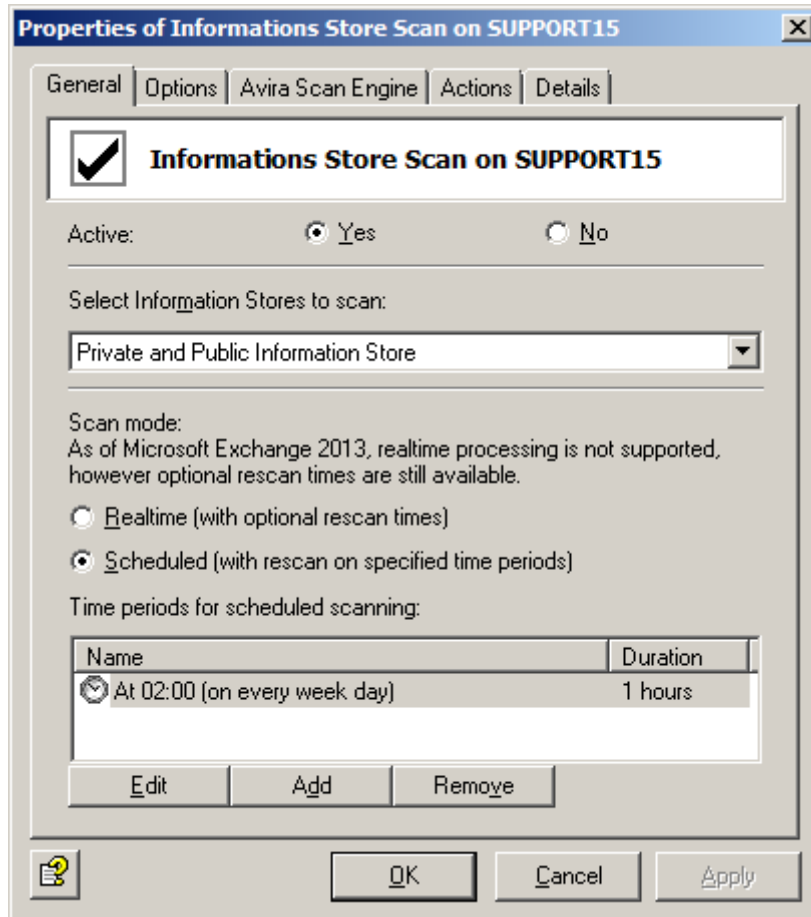 Properties of Informations Store Scan on SUPPORT15
General Options Avira Scan Engine Actions Details
Informations Store Scan on SUPPORT15
Active: Yes No
Select Information Stores to scan:
Private and Public Information Store
Scan mode:
As of Microsoft Exchange 2013, realtime processing is not supported,
however optional rescan times are still available.
Realtime (with optional rescan times)
Scheduled (with rescan on specified time periods)
Time periods for scheduled scanning:
Name Duration
At 02:00 (on every week day) 1 hours
Edit Add Remove
OK Cancel Apply